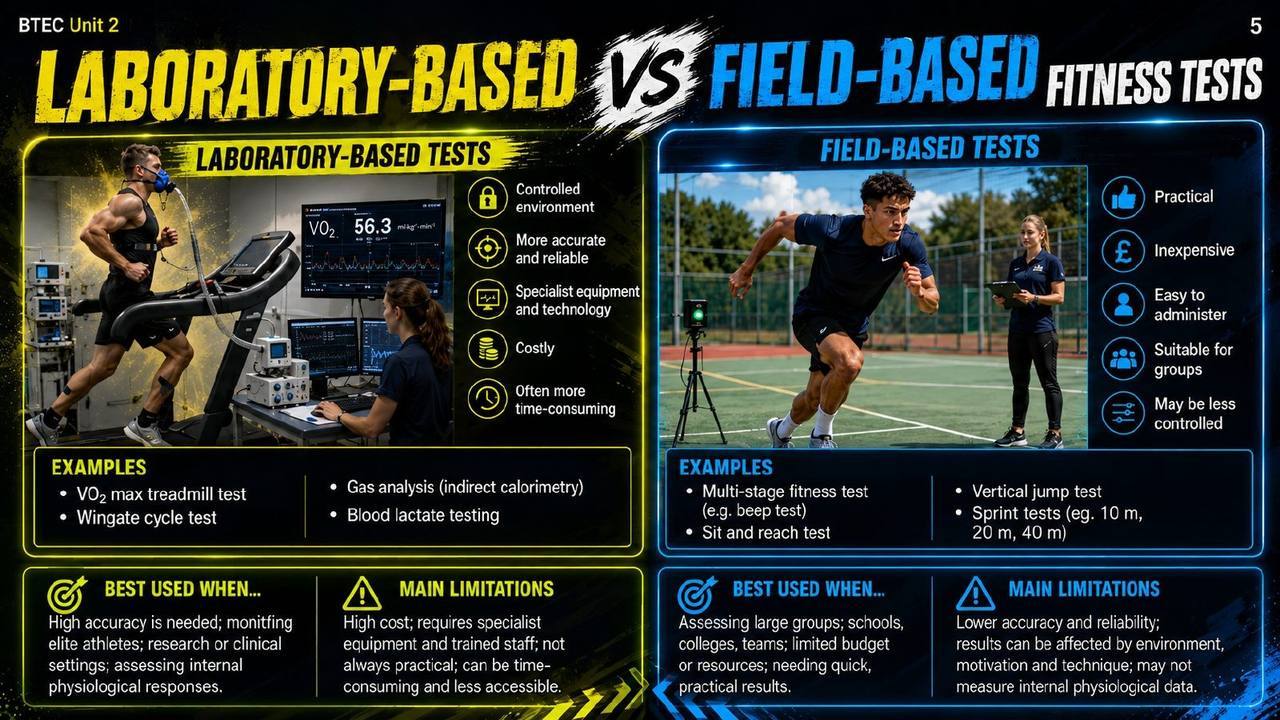 BTEC Unit 2
5
LABORATORY-BASED VS FIELD-BASED FITNESS TESTS
LABORATORY-BASED TESTS
VO₂
56.3
ml·kg⁻¹·min⁻¹
Controlled
environment
More accurate
and reliable
Specialist equipment
and technology
Costly
Often more
time-consuming
EXAMPLES
• VO₂ max treadmill test
• Wingate cycle test
• Gas analysis (indirect calorimetry)
• Blood lactate testing
BEST USED WHEN...
High accuracy is needed; monitfing
elite athletes; research or clinical
settings; assessing internal
physiological responses.
MAIN LIMITATIONS
High cost; requires specialist
equipment and trained staff; not
always practical; can be time-
consuming and less accessible.
FIELD-BASED TESTS
Practical
£
Inexpensive
Easy to
administer
Suitable for
groups
May be less
controlled
EXAMPLES
• Multi-stage fitness test
(e.g. beep test)
• Sit and reach test
• Vertical jump test
• Sprint tests (eg. 10 m,
20 m, 40 m)
BEST USED WHEN...
Assessing large groups; schools,
colleges, teams; limited budget
or resources; needing quick,
practical results.
MAIN LIMITATIONS
Lower accuracy and reliability;
results can be affected by environment,
motivation and technique; may not
measure internal physiological data.